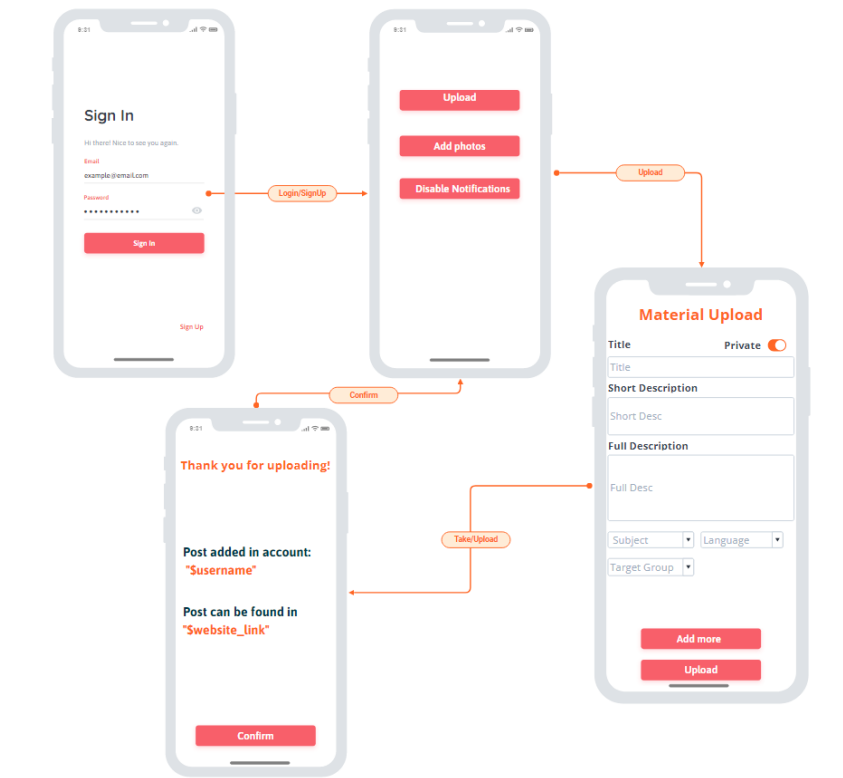 9:21
Sign In
Hi there! Nice to see you again.
Email
example@email.com
Password
Sign In
Sign Up
Login/SignUp
9:21
Upload
Add photos
Disable Notifications
Upload
Material Upload
Title
Private
Title
Short Description
Short Desc
Full Description
Full Desc
Subject
Language
Target Group
Add more
Upload
Take/Upload
Confirm
9:21
Thank you for uploading!
Post added in account:
"$username"
Post can be found in
"$website_link"
Confirm